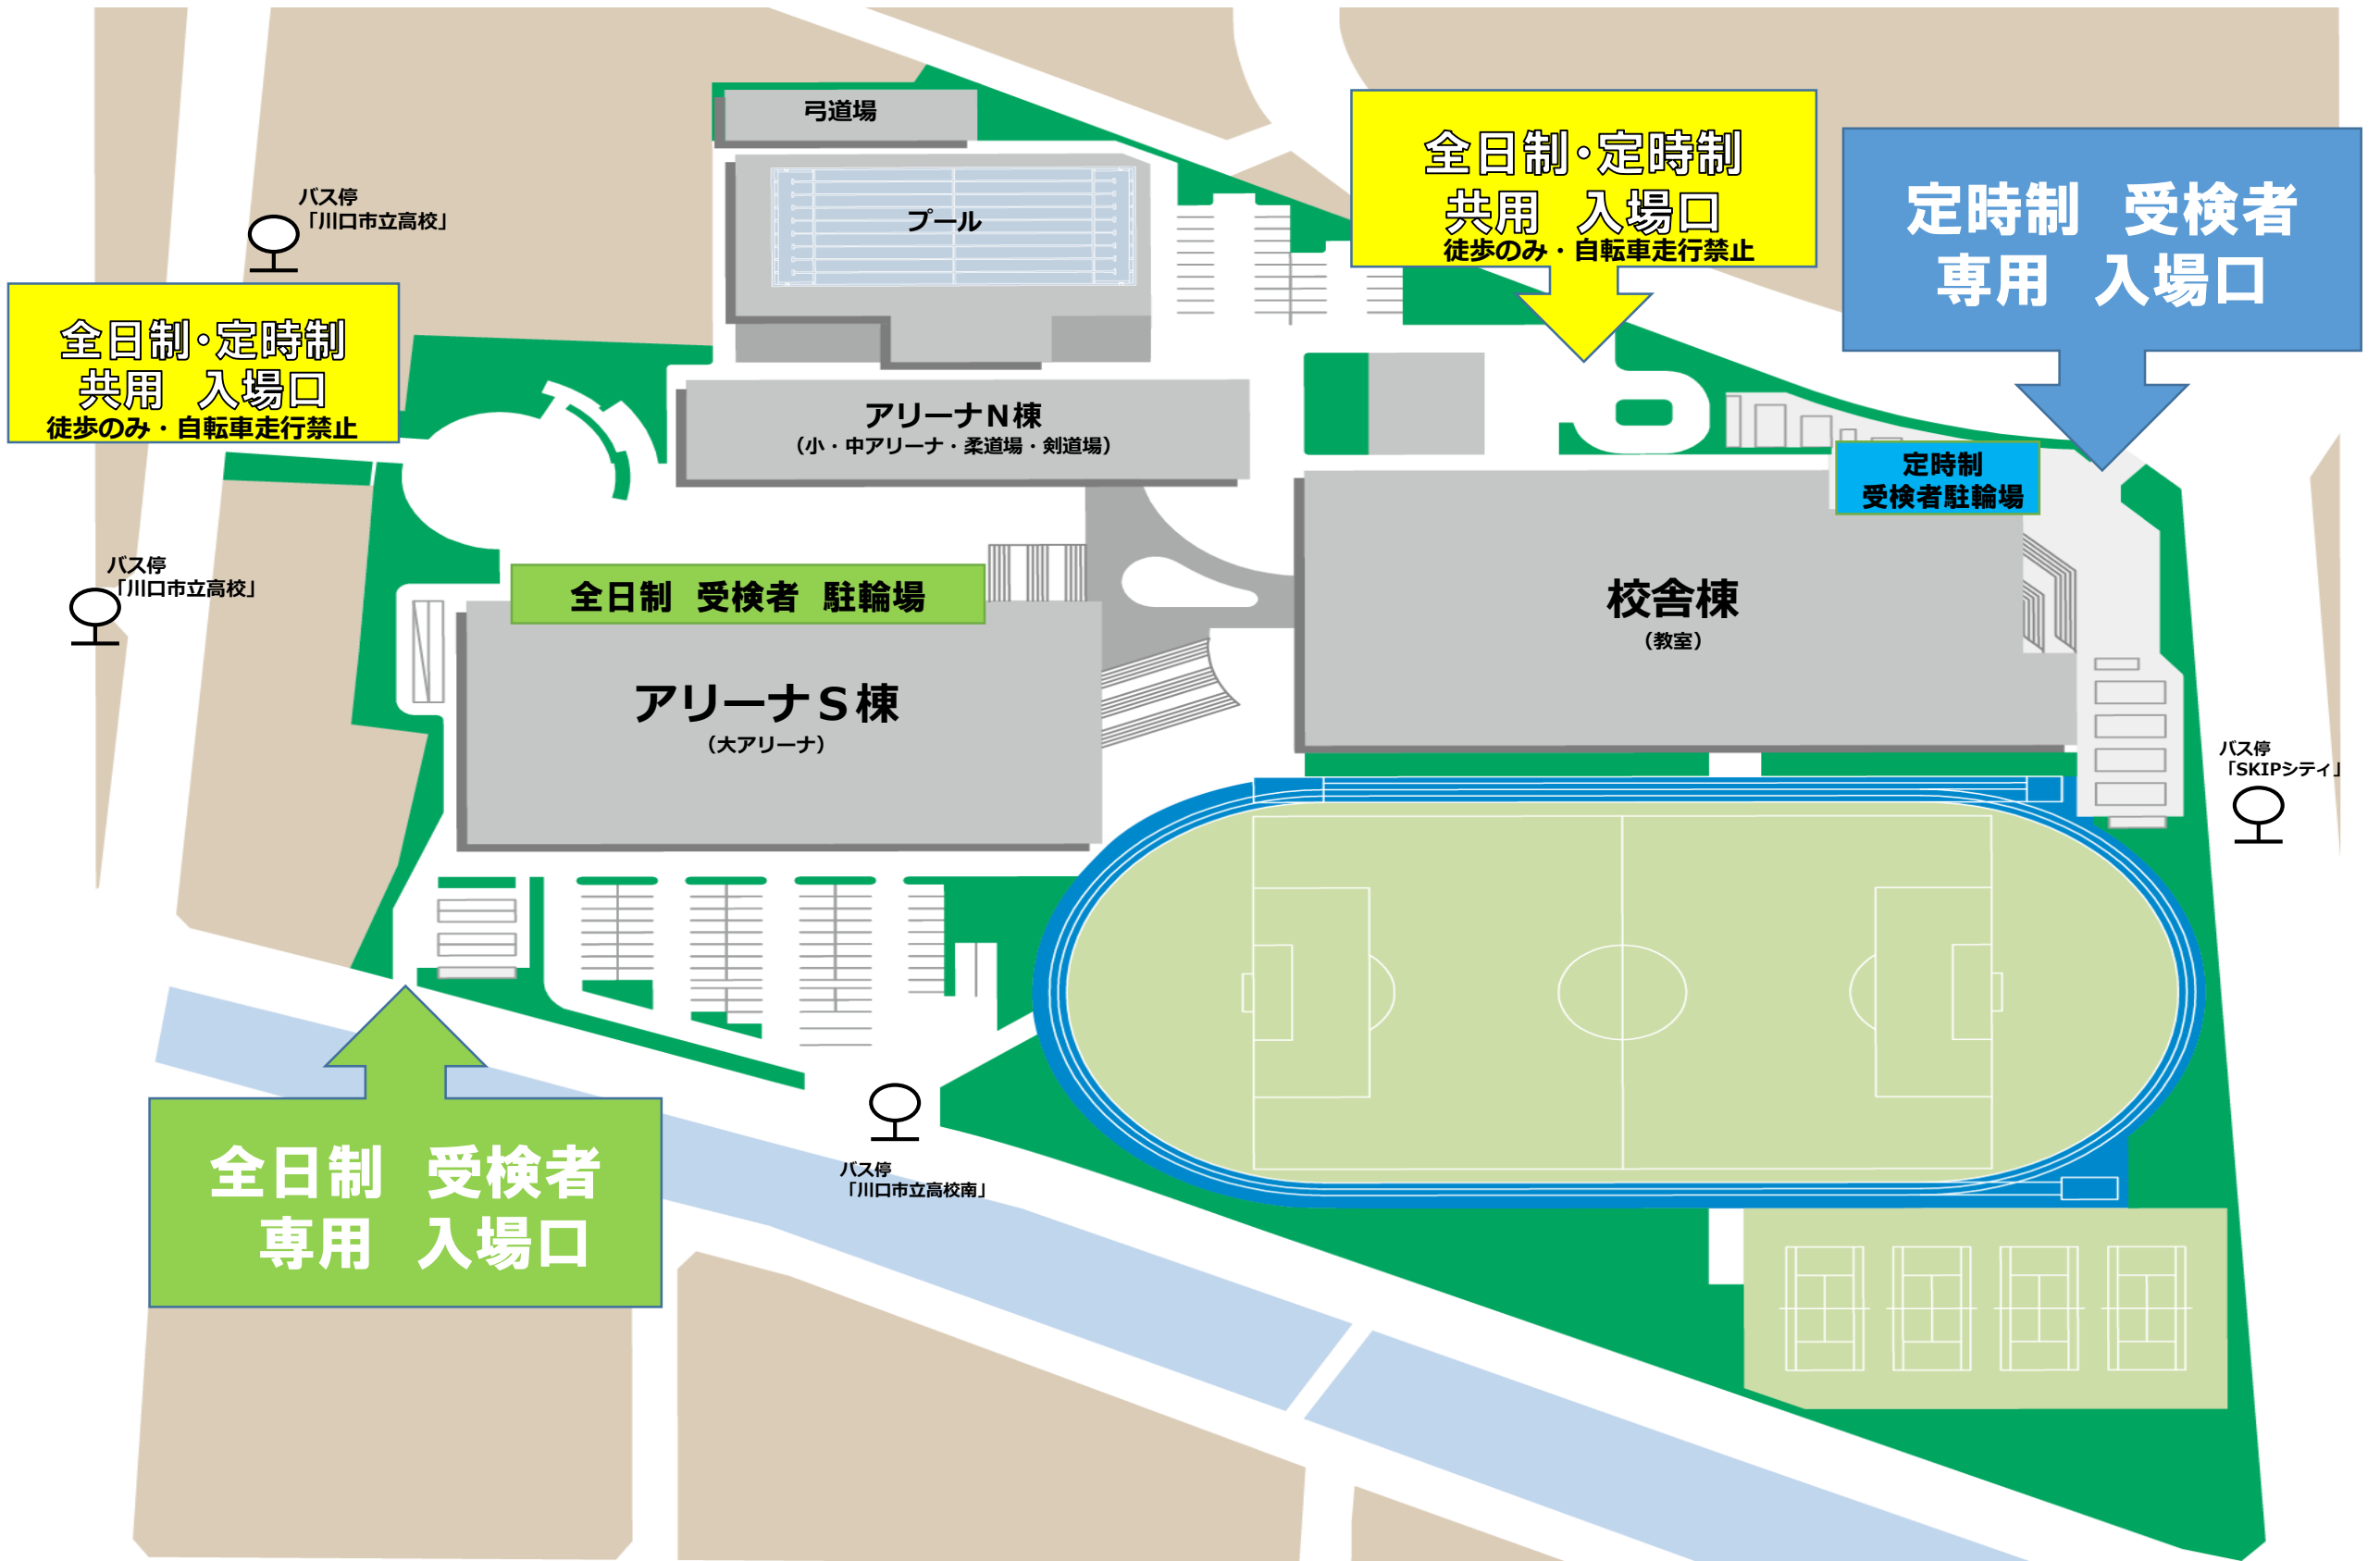 弓道場
プール
バス停
「川口市立高校」
全日制・定時制
共用　入場口
徒歩のみ・自転車走行禁止
全日制・定時制
共用　入場口
徒歩のみ・自転車走行禁止
定時制　受検者
専用　入場口
アリーナＮ棟
（小・中アリーナ・柔道場・剣道場）
定時制
受検者駐輪場
バス停
「川口市立高校」
全日制　受検者　駐輪場
校舎棟
（教室）
アリーナＳ棟
（大アリーナ）
バス停
「SKIPシティ」
全日制　受検者
専用　入場口
バス停
「川口市立高校南」